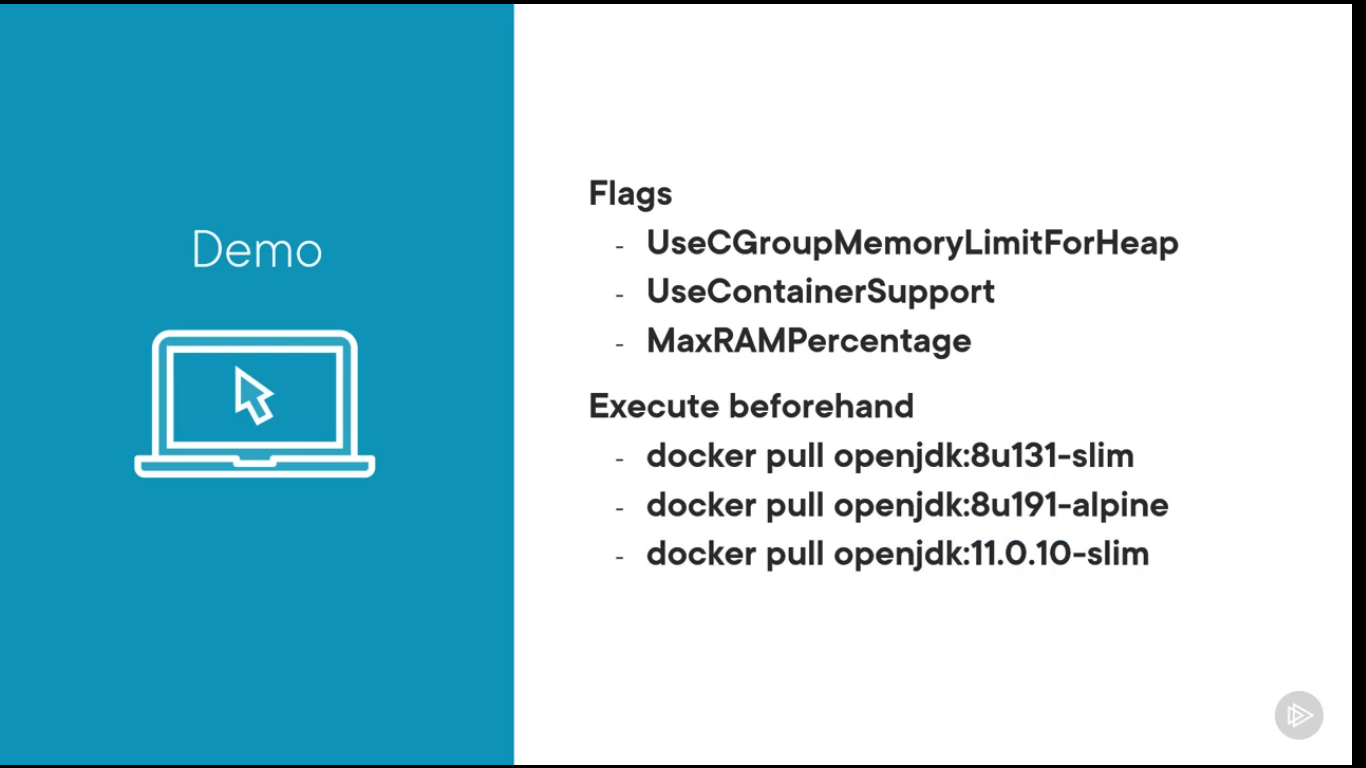 Demo
Flags
- UseCGroupMemoryLimitForHeap
- UseContainerSupport
- MaxRAMPercentage
Execute beforehand
- docker pull openjdk:8u131-slim
- docker pull openjdk:8u191-alpine
- docker pull openjdk:11.0.10-slim